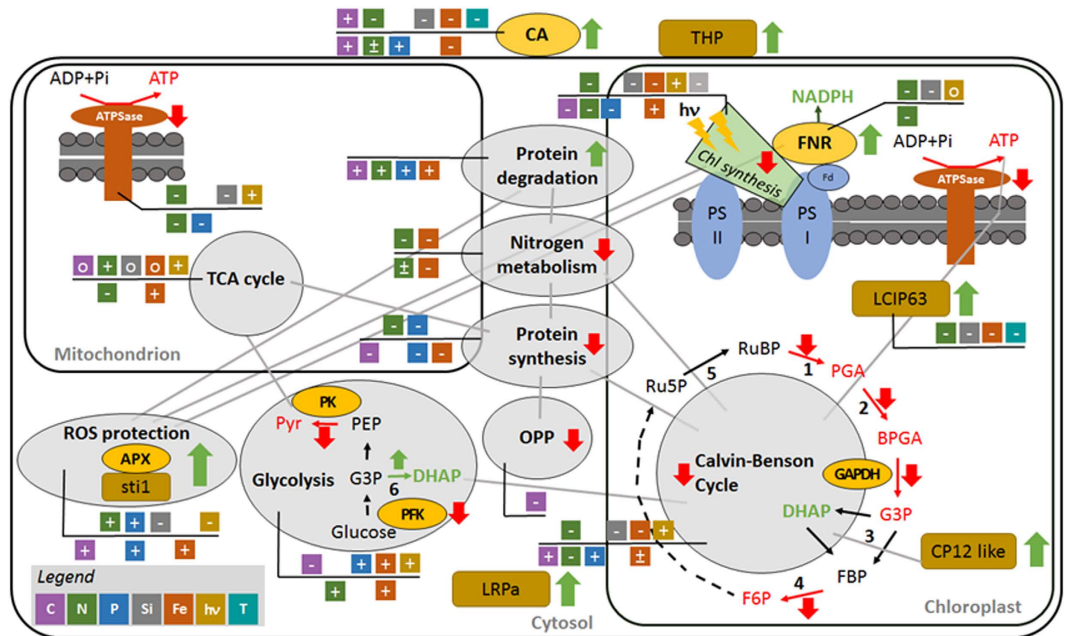 + - - - -
CA
+ ± + -
THP
ADP+Pi
ATP
ATPSase
- - +
- -
- - - + -
- - - +
hν
Chl synthesis
NADPH
FNR
Fd
- - o
-
PS
II
PS
I
ADP+Pi
ATP
ATPSase
Protein
degradation
+ + + +
Nitrogen
metabolism
- -
± -
Protein
synthesis
- -
- - -
TCA cycle
o + o o +
- +
Mitochondrion
LCIP63
- - - -
RuBP
1
PGA
2
BPGA
GAPDH
G3P
3
DHAP
FBP
4
F6P
Ru5P
5
Calvin-Benson
Cycle
- - - - +
+ - + ±
CP12 like
Chloroplast
OPP
-
PK
Pyr
PEP
Glycolysis
G3P
6
DHAP
PFK
Glucose
- + + +
+ +
ROS protection
APX
sti1
+ + - -
+ + +
LRPa
Cytosol
Legend
C N P Si Fe hν T